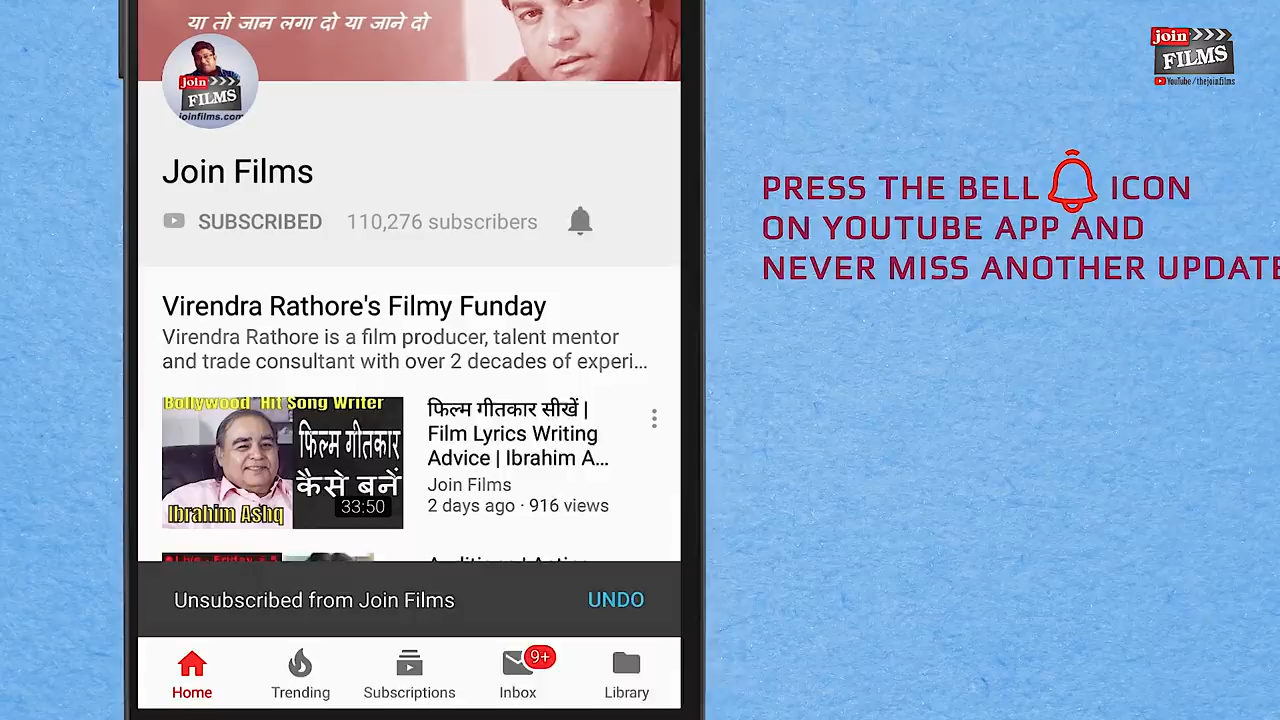 या तो जान लगा दो या जाने दो
join
FILMS
joinfilms.com
Join Films
SUBSCRIBED 110,276 subscribers
Virendra Rathore's Filmy Funday
Virendra Rathore is a film producer, talent mentor
and trade consultant with over 2 decades of experi...
Bollywood Hit Song Writer
फिल्म गीतकार
कैसे बनें
33:50
Ibrahim Ashq
फिल्म गीतकार सीखें |
Film Lyrics Writing
Advice | Ibrahim A...
Join Films
2 days ago · 916 views
Unsubscribed from Join Films UNDO
9+
Home Trending Subscriptions Inbox Library
join
FILMS
YouTube/thejoinfilms
PRESS THE BELL ICON
ON YOUTUBE APP AND
NEVER MISS ANOTHER UPDATE